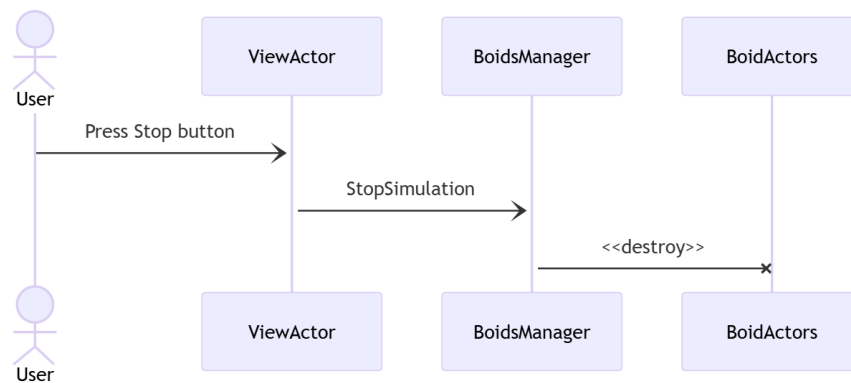 ViewActor
BoidsManager
BoidActors
User
Press Stop button
StopSimulation
<<destroy>>
ViewActor
BoidsManager
BoidActors
User